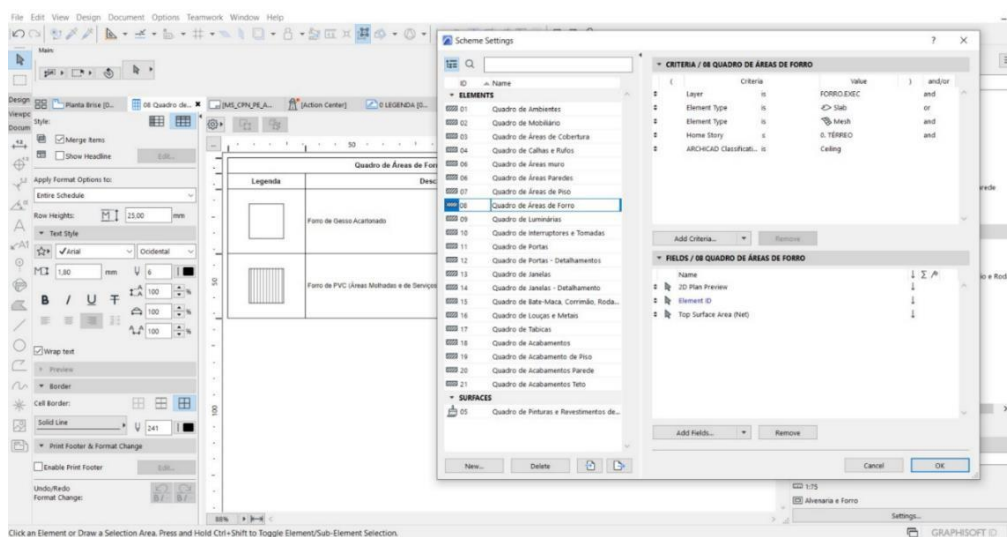 File Edit View Design Document Options Teamwork Window Help
Main:
Design
Planta Brise [0...
08 Quadro de...
[MS_CPN_PE_A...
[Action Center]
0 LEGENDA [0...
Viewpo
Docum
Style:
Merge Items
Show Headline
Edit...
Apply Format Options to:
Entire Schedule
Row Heights:
23,00
mm
Text Style
Arial
Ocidental
1,80
mm
6
B I U T
100 %
100 %
100 %
Wrap text
Preview
Border
Cell Border:
Solid Line
241
Print Footer & Format Change
Enable Print Footer
Edit...
Undo/Redo
Format Change:
50
Quadro de Áreas de For
Legenda
Desc
Forro de Gesso Acartonado
Forro de PVC (Áreas Molhadas e de Serviços
50
100
88%
Scheme Settings
? ×
ID
Name
ELEMENTS
01 Quadro de Ambientes
02 Quadro de Mobiliário
03 Quadro de Áreas de Cobertura
04 Quadro de Calhas e Rufos
06 Quadro de Áreas muro
06 Quadro de Áreas Paredes
07 Quadro de Áreas de Piso
08 Quadro de Áreas de Forro
09 Quadro de Luminárias
10 Quadro de Interruptores e Tomadas
11 Quadro de Portas
12 Quadro de Portas - Detalhamentos
13 Quadro de Janelas
14 Quadro de Janelas - Detalhamento
15 Quadro de Bate-Maca, Corrimão, Roda...
16 Quadro de Louças e Metais
17 Quadro de Tabicas
18 Quadro de Acabamentos
19 Quadro de Acabamento de Piso
20 Quadro de Acabamentos Parede
21 Quadro de Acabamentos Teto
SURFACES
05 Quadro de Pinturas e Revestimentos de...
New...
Delete
CRITERIA / 08 QUADRO DE ÁREAS DE FORRO
( Criteria Value ) and/or
Layer is FORRO.EXEC and
Element Type is Slab or
Element Type is Mesh and
Home Story 0. TÉRREO and
ARCHICAD Classificati... is Ceiling
Add Criteria...
Remove
FIELDS / 08 QUADRO DE ÁREAS DE FORRO
Name
2D Plan Preview
Element ID
Top Surface Area (Net)
Add Fields...
Remove
Cancel
OK
1:75
Alvenaria e Forro
Settings...
Click an Element or Draw a Selection Area. Press and Hold Ctrl+Shift to Toggle Element/Sub-Element Selection.
GRAPHISOFT ID